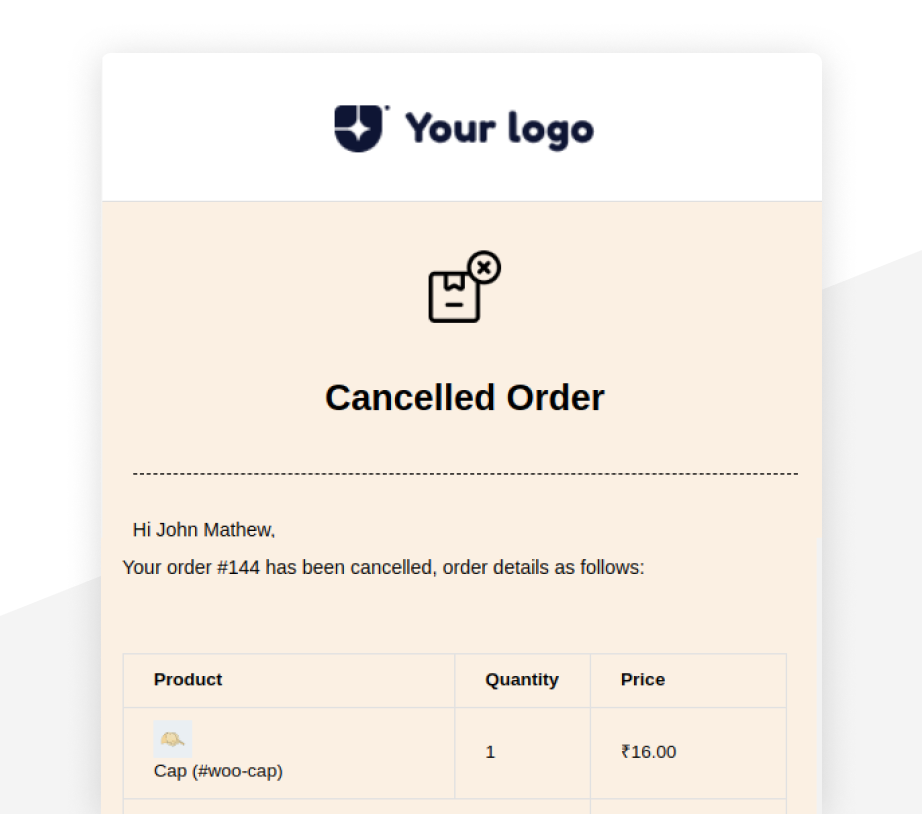 Your logo
Cancelled Order
Hi John Mathew,
Your order #144 has been cancelled, order details as follows:
Product Quantity Price
Cap (#woo-cap) 1 ₹16.00